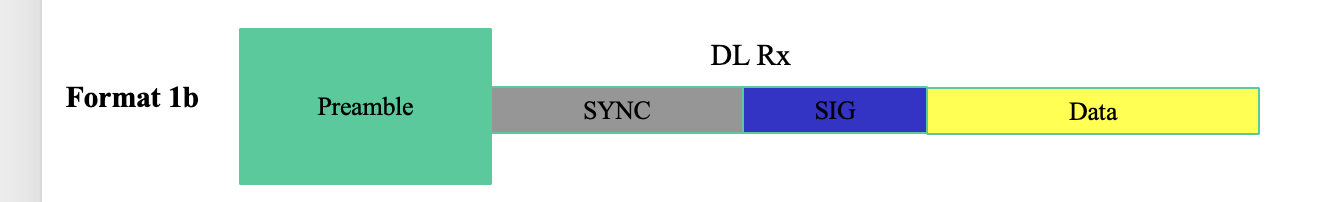 DL Rx
Format 1b
Preamble
SYNC
SIG
Data